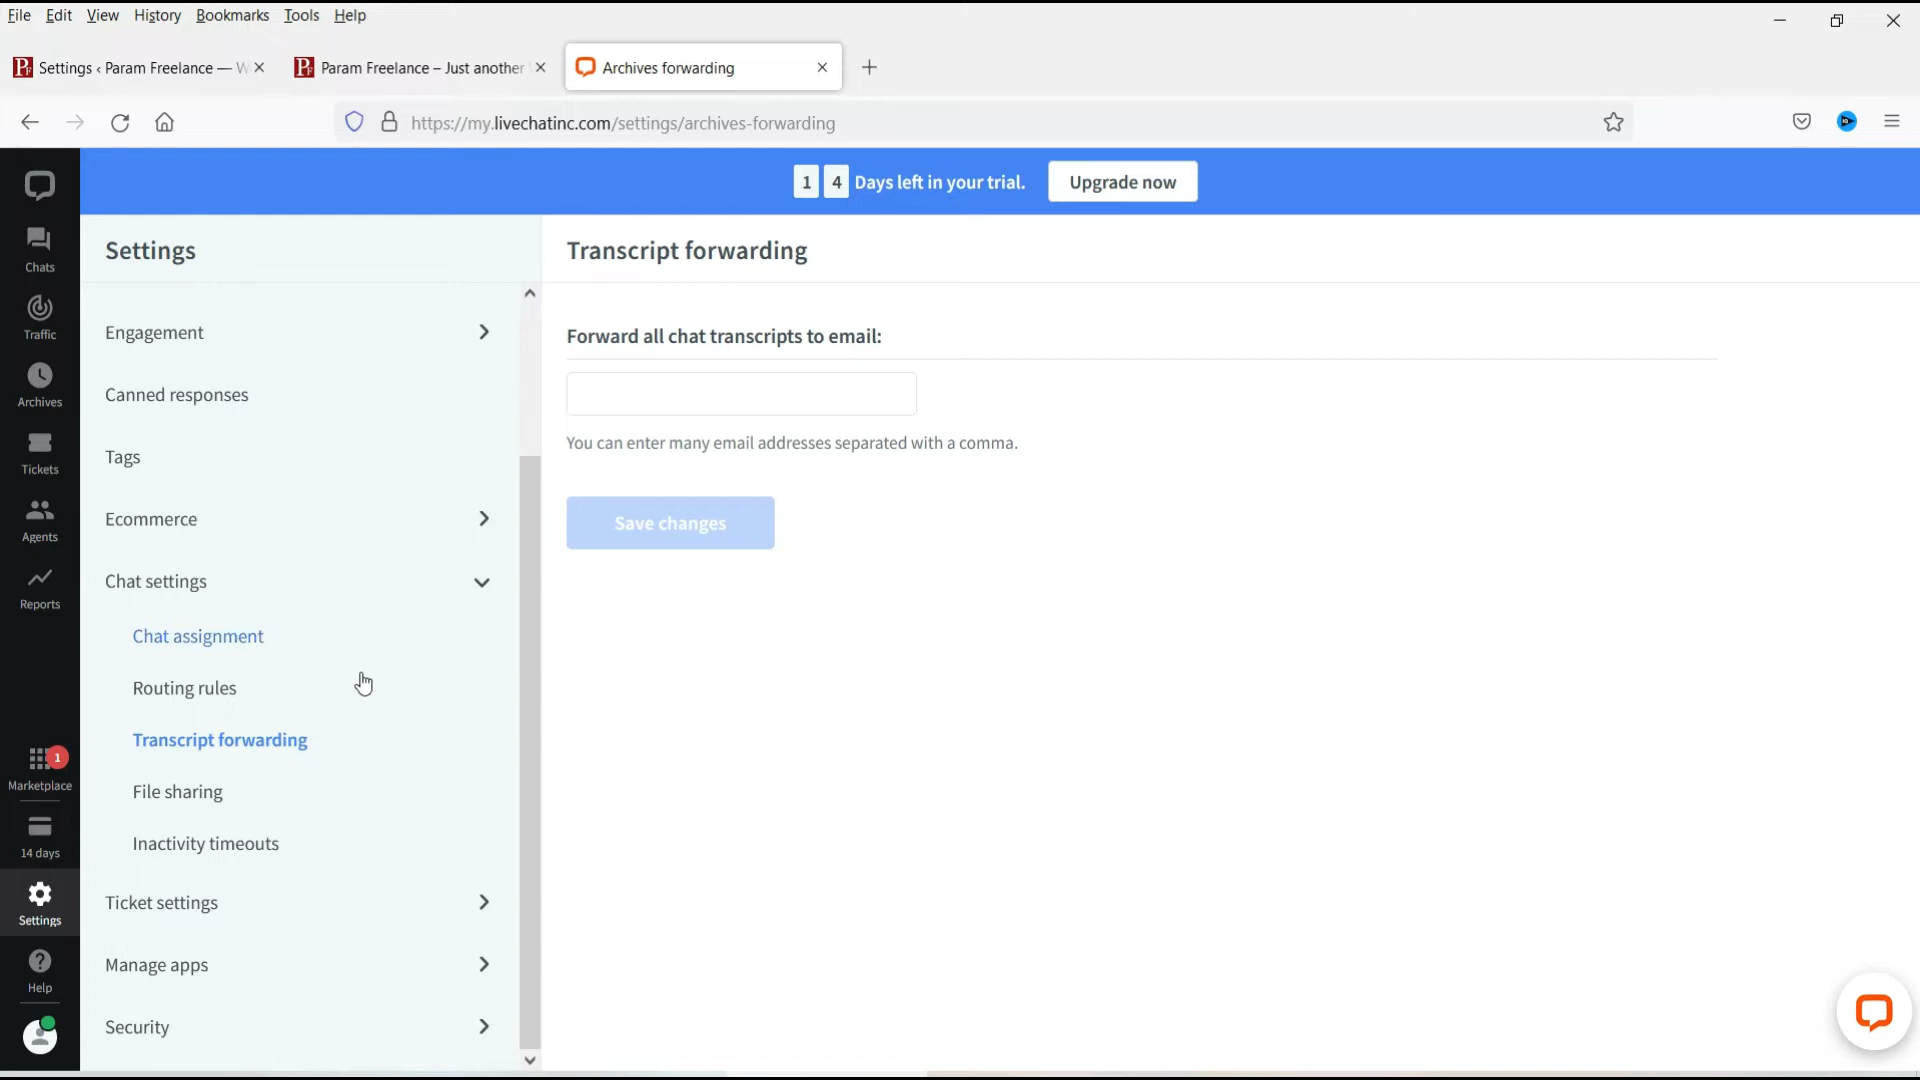 File Edit View History Bookmarks Tools Help
Settings ‹ Param Freelance — W
Param Freelance – Just another
Archives forwarding
https://my.livechatinc.com/settings/archives-forwarding
1 4 Days left in your trial.
Upgrade now
Chats
Traffic
Archives
Tickets
Agents
Reports
1
Marketplace
14 days
Settings
Help
Settings
Engagement
Canned responses
Tags
Ecommerce
Chat settings
Chat assignment
Routing rules
Transcript forwarding
File sharing
Inactivity timeouts
Ticket settings
Manage apps
Security
Transcript forwarding
Forward all chat transcripts to email:
You can enter many email addresses separated with a comma.
Save changes